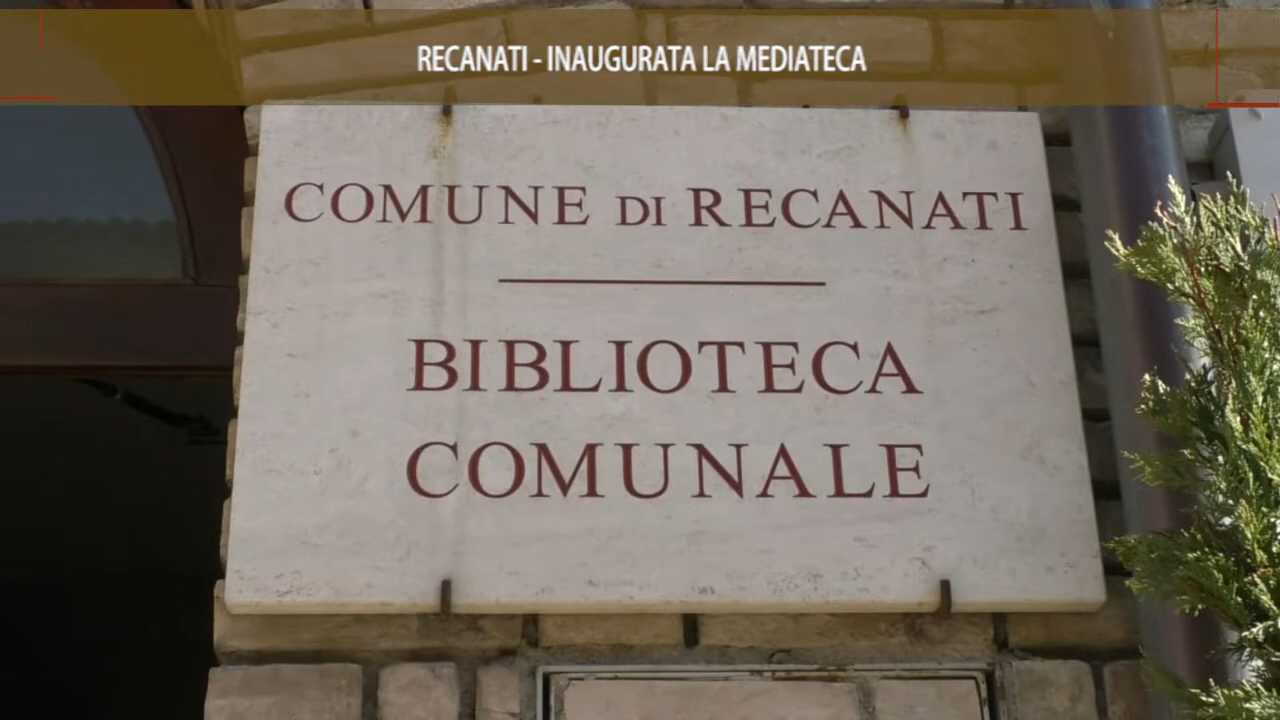 RECANATI - INAUGURATA LA MEDIATECA
COMUNE DI RECANATI
BIBLIOTECA
COMUNALE